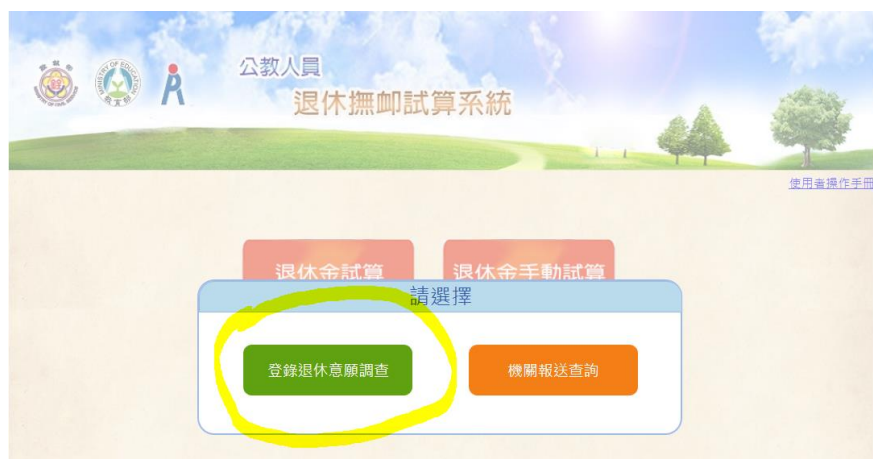 公教人員
退休撫卹試算系統
使用者操作手冊
退休金試算
退休金手動試算
請選擇
登錄退休意願調查
機關報送查詢